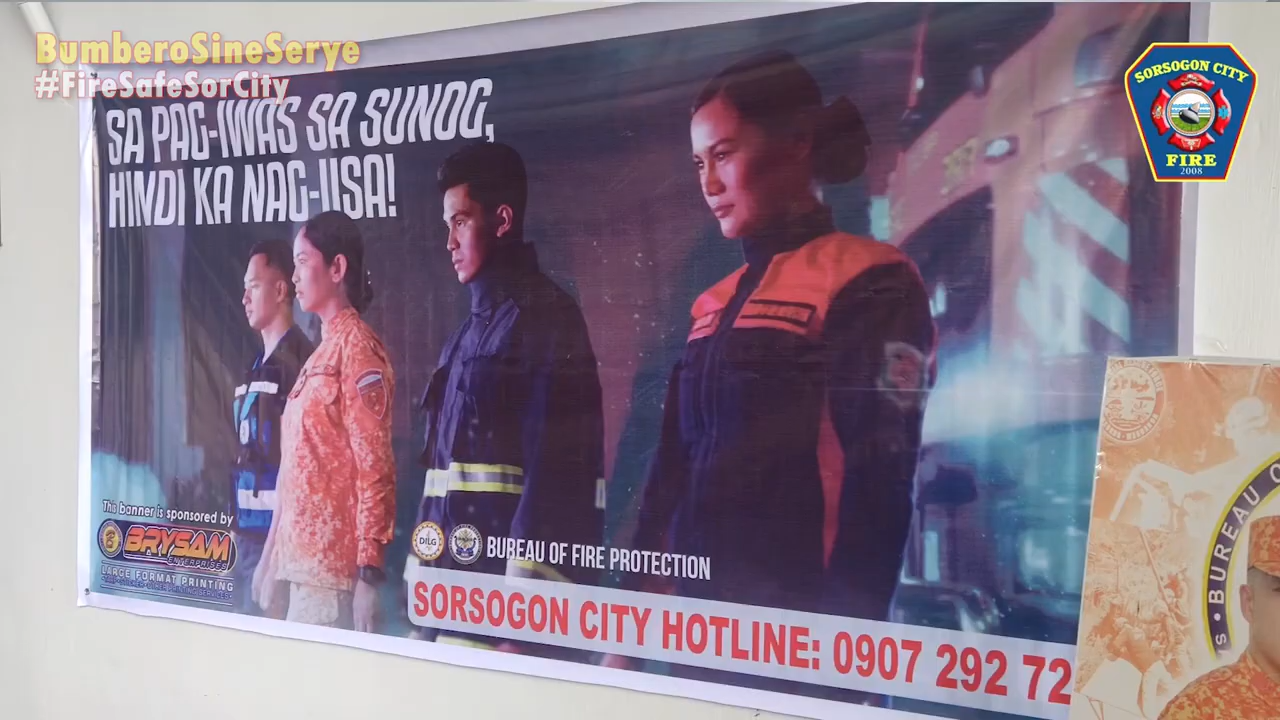 BumberoSineSerye
#FireSafeSorCity
SORSOGON CITY
FIRE
2008
SA PAG-IWAS SA SUNOG,
HINDI KA NAG-IISA!
This banner is sponsored by
BRYSAM
ENTERPRISES
LARGE FORMAT PRINTING
DILG
BUREAU OF FIRE PROTECTION
SORSOGON CITY HOTLINE: 0907 292 72
BUREAU O